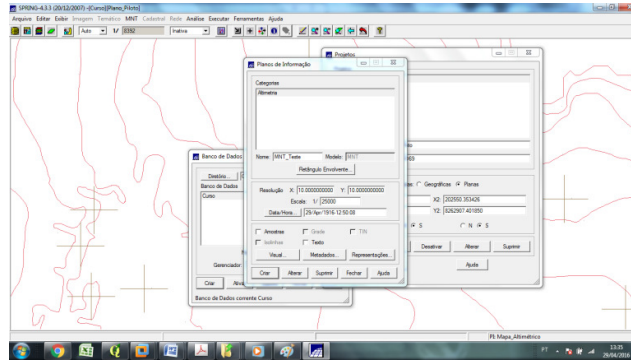 SPRING-4.3.3 (20/12/2007)-[Curso][Plano_Piloto]
Arquivo Editar Exibir Imagem Temático MNT Cadastral Rede Análise Executar Ferramentas Ajuda
Auto 1/ 8392 Inativa
Projetos
Planos de Informação
Categorias
Altimetria
Banco de Dados
Nome: MNT_Teste Modelo: MNT
Retângulo Envolvente...
Banco de Dados
Curso
Geográficas Planas
Resolução X: 10.0000000000 Y: 10.0000000000
X2: 202550.353426
Escala: 1/ 25000
Y2: 8262907.401850
Data/Hora... 29/Apr/1916-12:50:08
S N S
Amostras Grade TIN
Isolinhas Texto
Desativar Alterar Suprimir
Visual... Metadados... Representações...
Gerenciador
Ajuda
Criar Alterar Suprimir Fechar Ajuda
Criar
Banco de Dados corrente Curso
PI: Mapa_Altimétrico
PT 13:35
29/04/2016